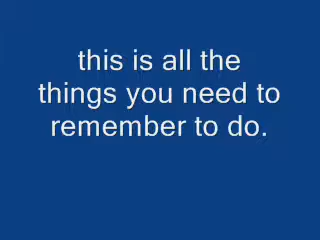 this is all the
things you need to
remember to do.